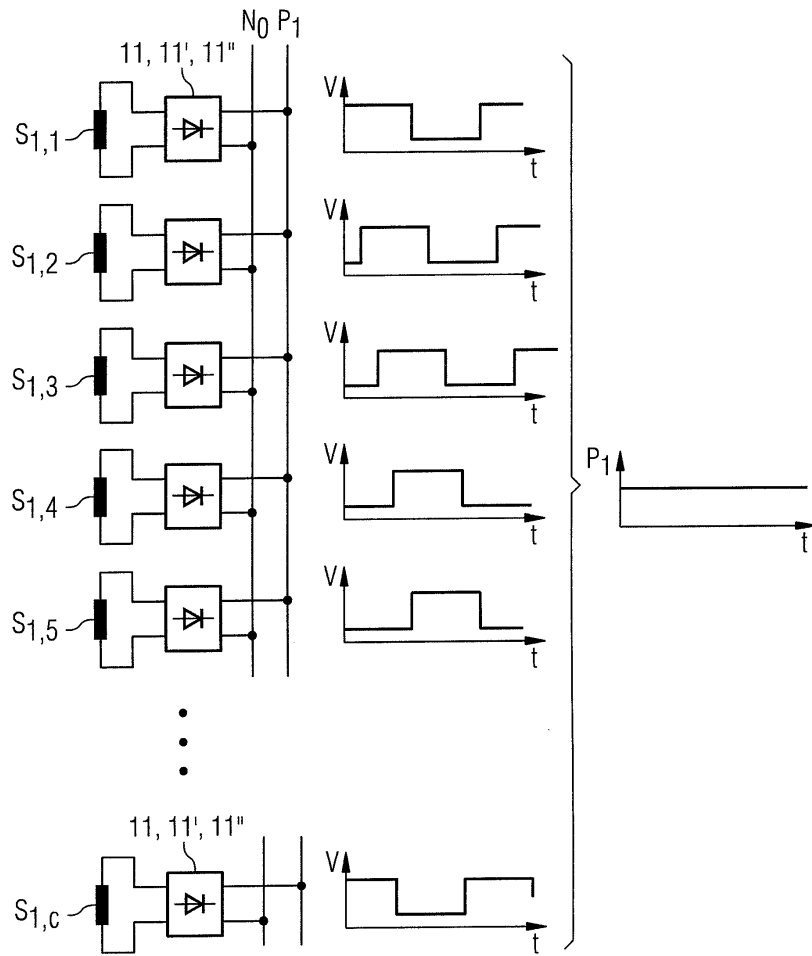 N0 P1
11, 11', 11"
S1,1
V
t
S1,2
V
t
S1,3
V
t
S1,4
V
t
P1
t
S1,5
V
t
11, 11', 11"
S1,c
V
t